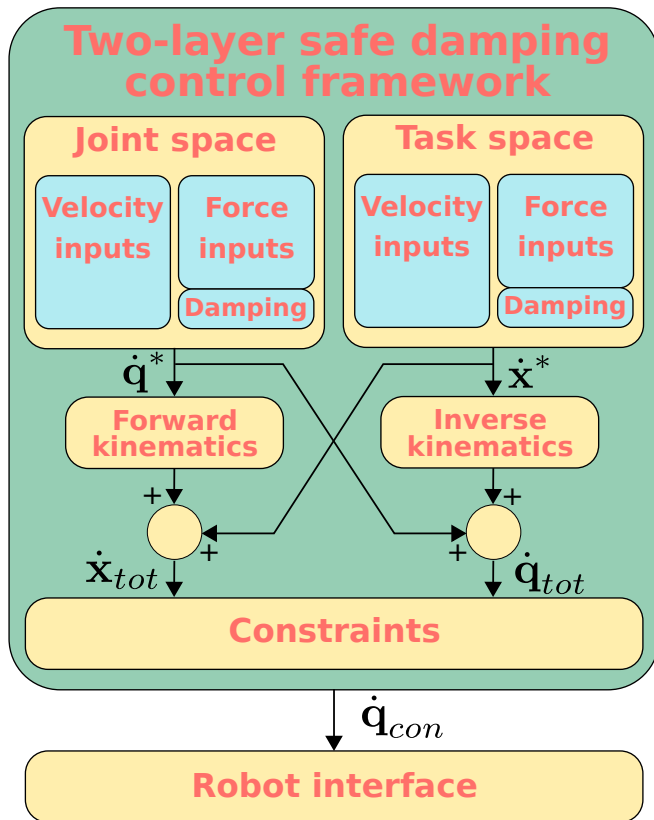 Two-layer safe damping
control framework
Joint space
Velocity
inputs
Force
inputs
Damping
Task space
Velocity
inputs
Force
inputs
Damping
q̇*
ẋ*
Forward
kinematics
Inverse
kinematics
+
+
+
+
ẋ_tot
q̇_tot
Constraints
q̇_con
Robot interface